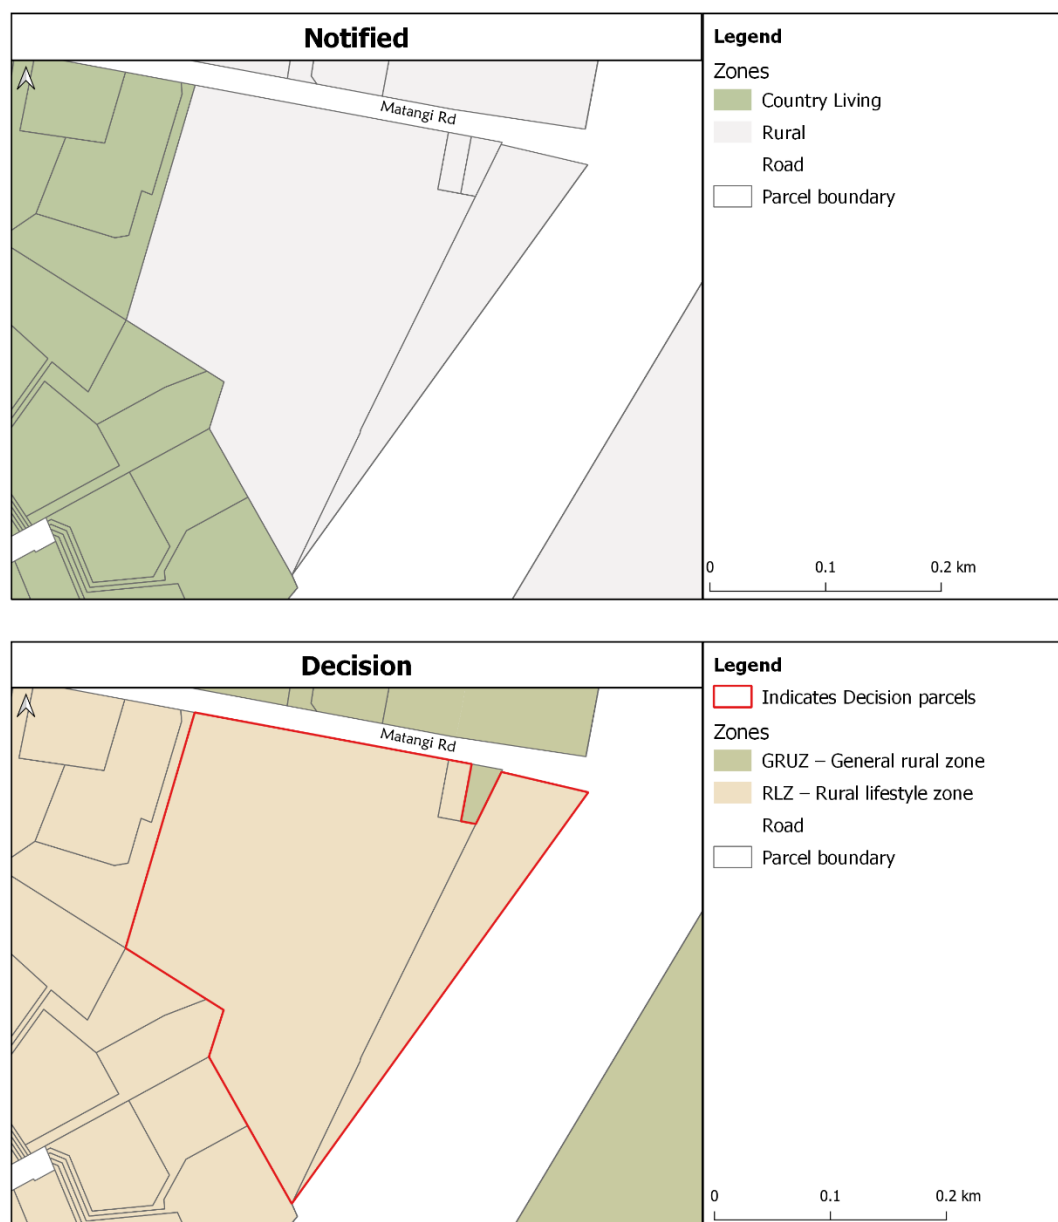 Notified
Matangi Rd
Legend
Zones
Country Living
Rural
Road
Parcel boundary
0 0.1 0.2 km
Decision
Matangi Rd
Legend
Indicates Decision parcels
Zones
GRUZ – General rural zone
RLZ – Rural lifestyle zone
Road
Parcel boundary
0 0.1 0.2 km